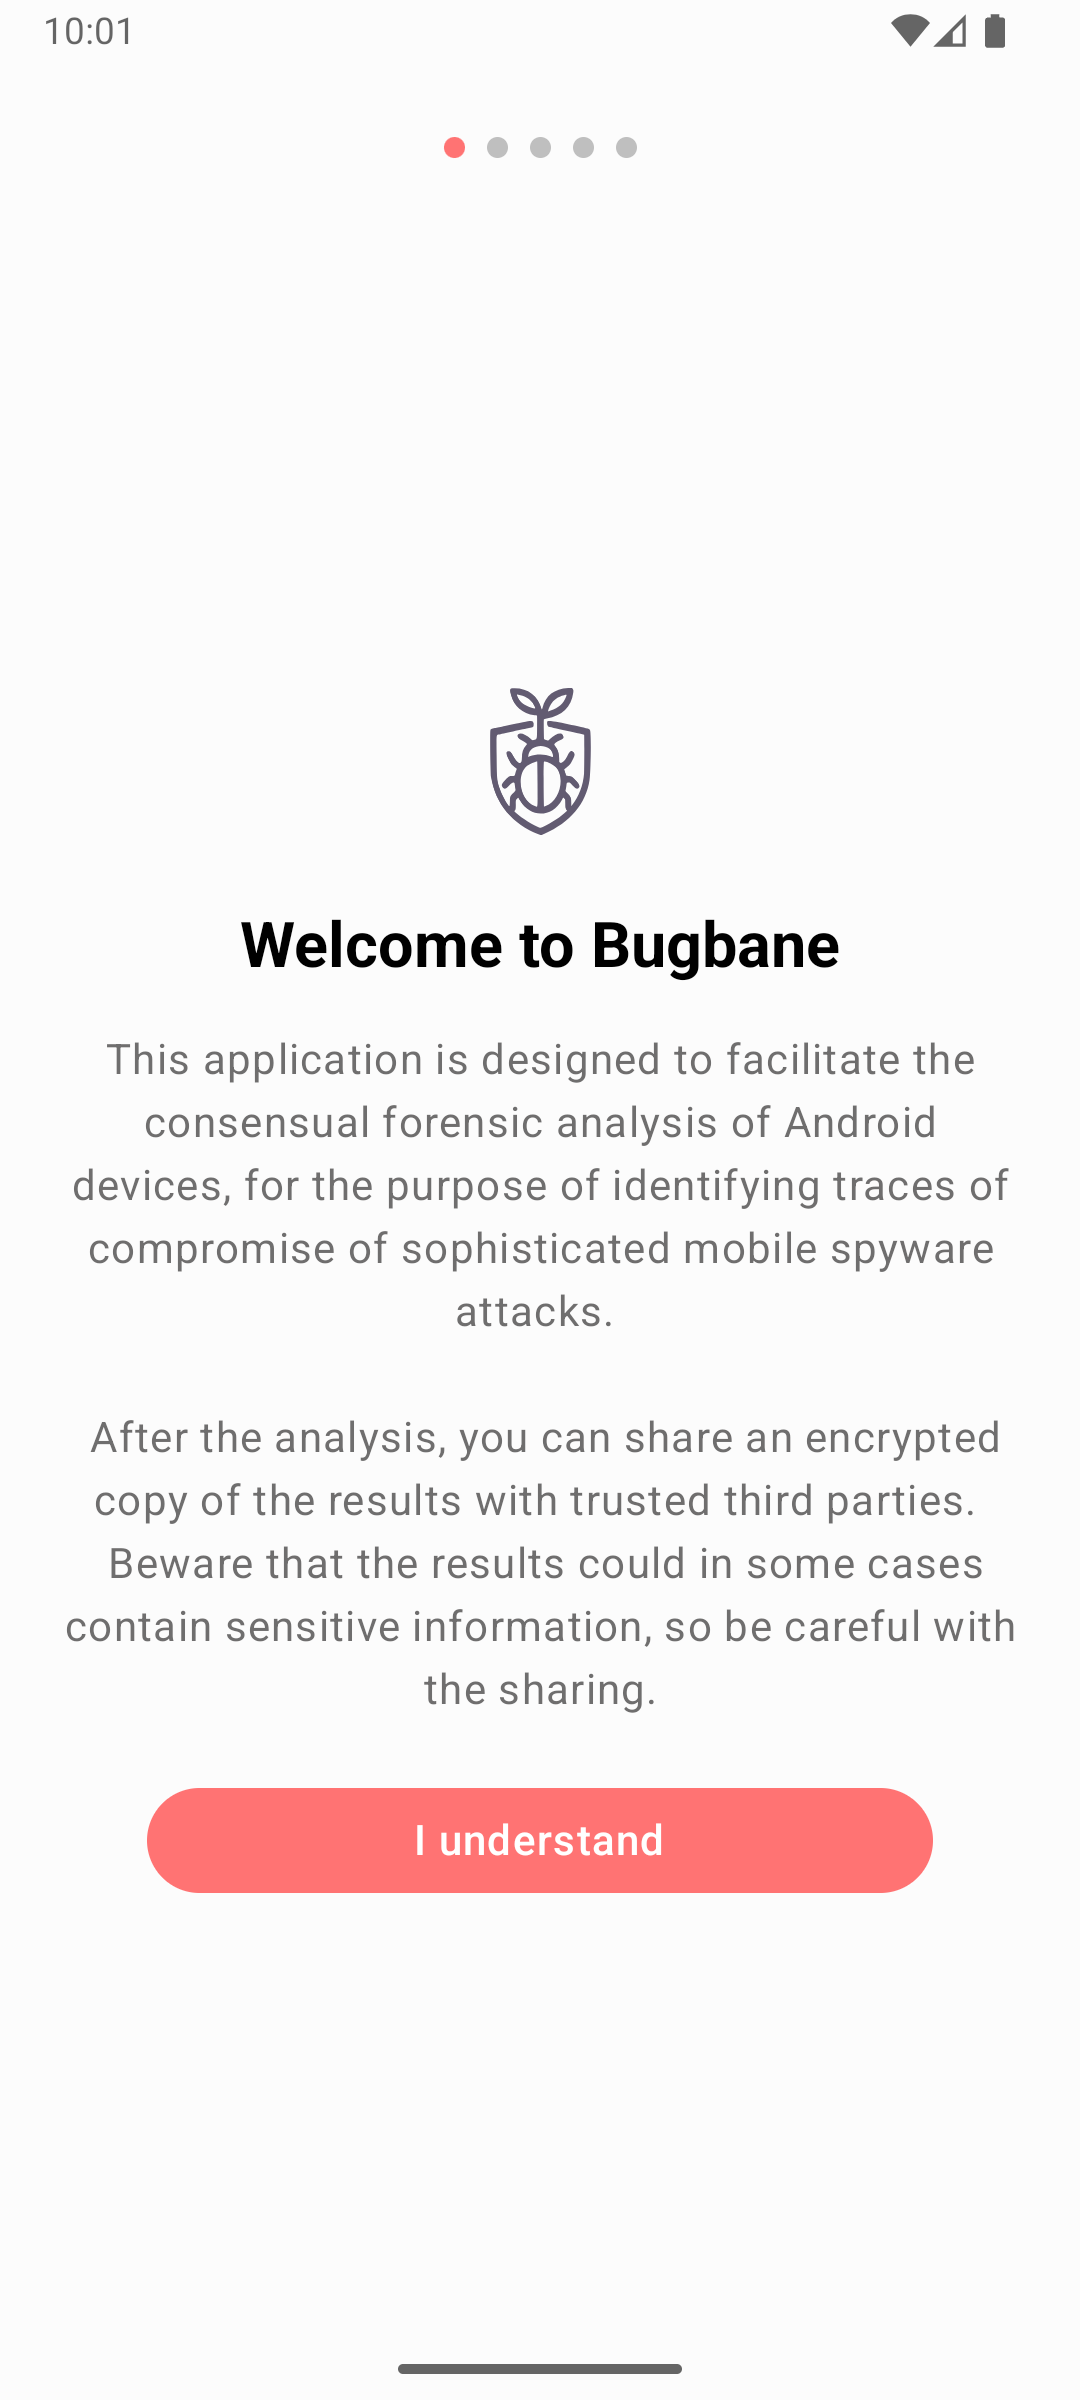 10:01
Welcome to Bugbane
This application is designed to facilitate the
consensual forensic analysis of Android
devices, for the purpose of identifying traces of
compromise of sophisticated mobile spyware
attacks.
After the analysis, you can share an encrypted
copy of the results with trusted third parties.
Beware that the results could in some cases
contain sensitive information, so be careful with
the sharing.
I understand